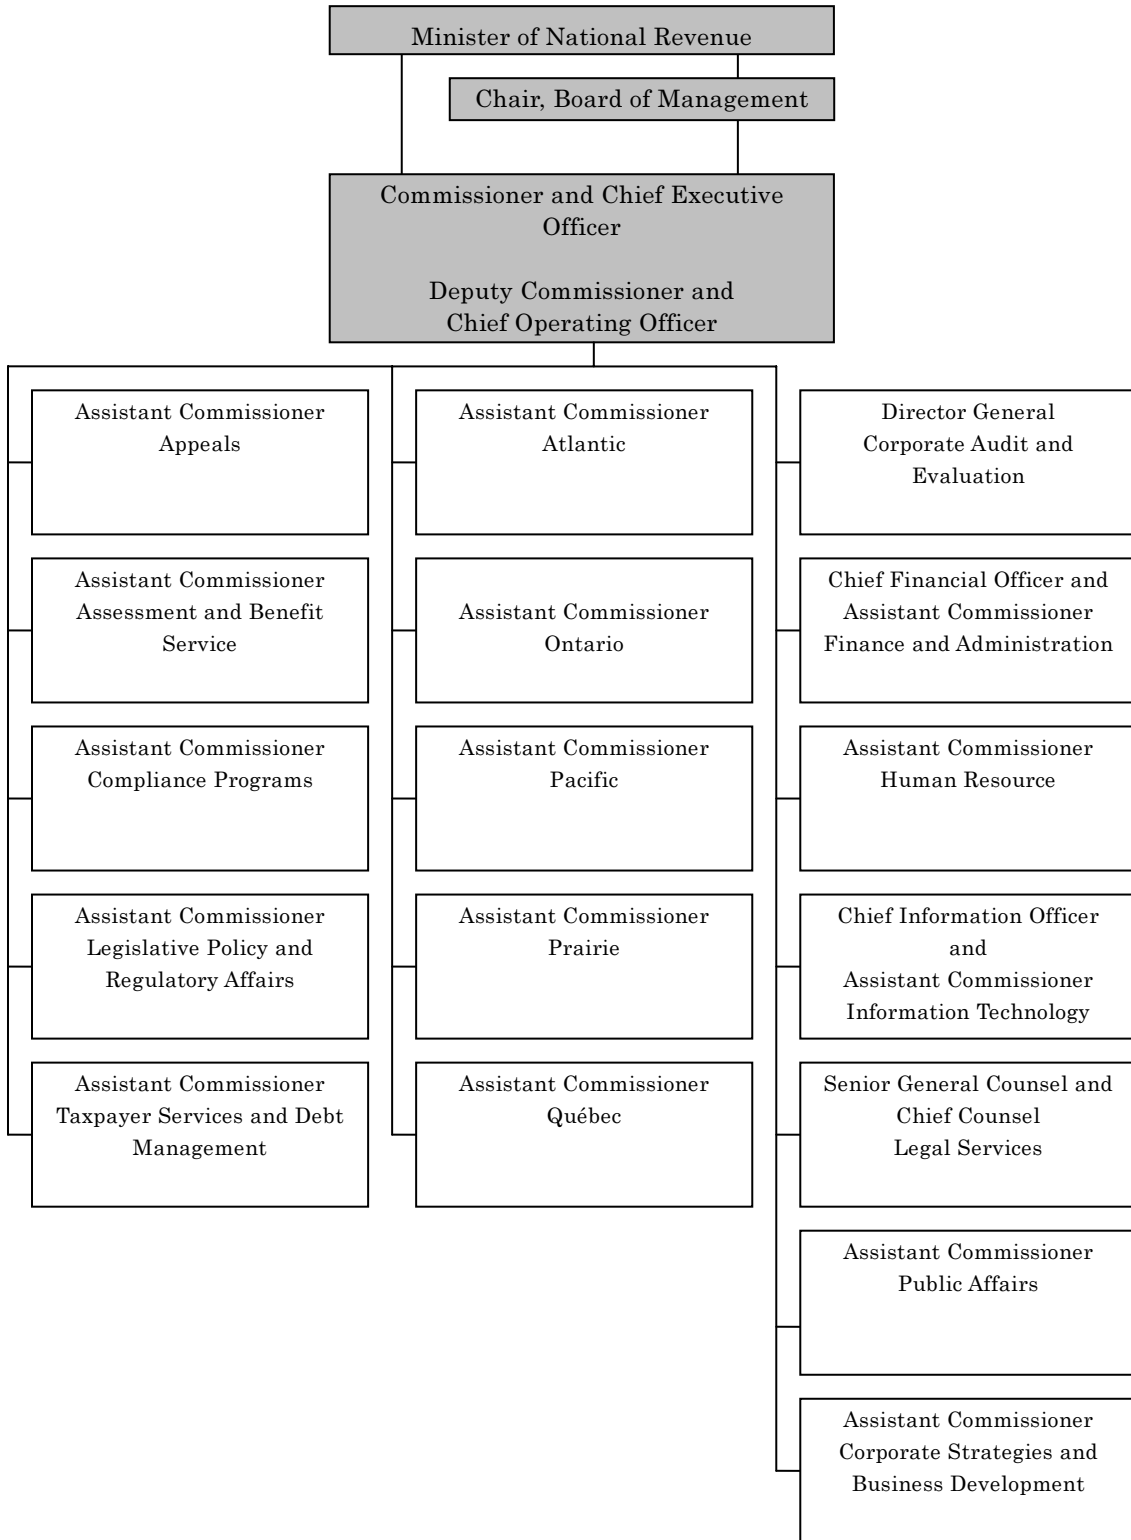 Minister of National Revenue
Chair, Board of Management
Commissioner and Chief Executive
Officer
Deputy Commissioner and
Chief Operating Officer
Assistant Commissioner
Appeals
Assistant Commissioner
Assessment and Benefit
Service
Assistant Commissioner
Compliance Programs
Assistant Commissioner
Legislative Policy and
Regulatory Affairs
Assistant Commissioner
Taxpayer Services and Debt
Management
Assistant Commissioner
Atlantic
Assistant Commissioner
Ontario
Assistant Commissioner
Pacific
Assistant Commissioner
Prairie
Assistant Commissioner
Québec
Director General
Corporate Audit and
Evaluation
Chief Financial Officer and
Assistant Commissioner
Finance and Administration
Assistant Commissioner
Human Resource
Chief Information Officer
and
Assistant Commissioner
Information Technology
Senior General Counsel and
Chief Counsel
Legal Services
Assistant Commissioner
Public Affairs
Assistant Commissioner
Corporate Strategies and
Business Development